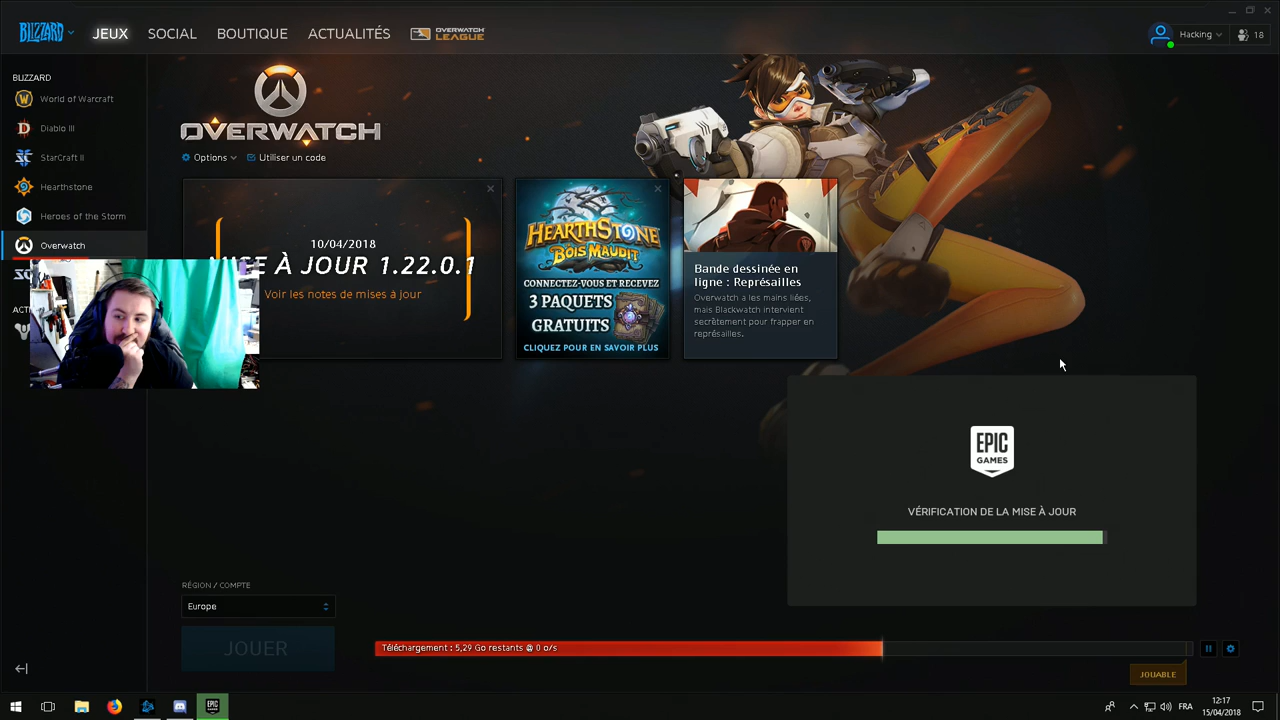 BLIZZARD
JEUX
SOCIAL
BOUTIQUE
ACTUALITÉS
OVERWATCH
LEAGUE
Hacking
18
BLIZZARD
World of Warcraft
Diablo III
StarCraft II
Hearthstone
Heroes of the Storm
Overwatch
OVERWATCH
Options
Utiliser un code
10/04/2018
MISE À JOUR 1.22.0.1
Voir les notes de mises à jour
HEARTHSTONE
BOIS MAUDIT
CONNECTEZ-VOUS ET RECEVEZ
3 PAQUETS
GRATUITS
CLIQUEZ POUR EN SAVOIR PLUS
Bande dessinée en
ligne : Représailles
Overwatch a les mains liées,
mais Blackwatch intervient
secrètement pour frapper en
représailles.
EPIC
GAMES
VÉRIFICATION DE LA MISE À JOUR
RÉGION / COMPTE
Europe
JOUER
Téléchargement : 5,29 Go restants @ 0 o/s
JOUABLE
EPIC
GAMES
FRA
12:17
15/04/2018